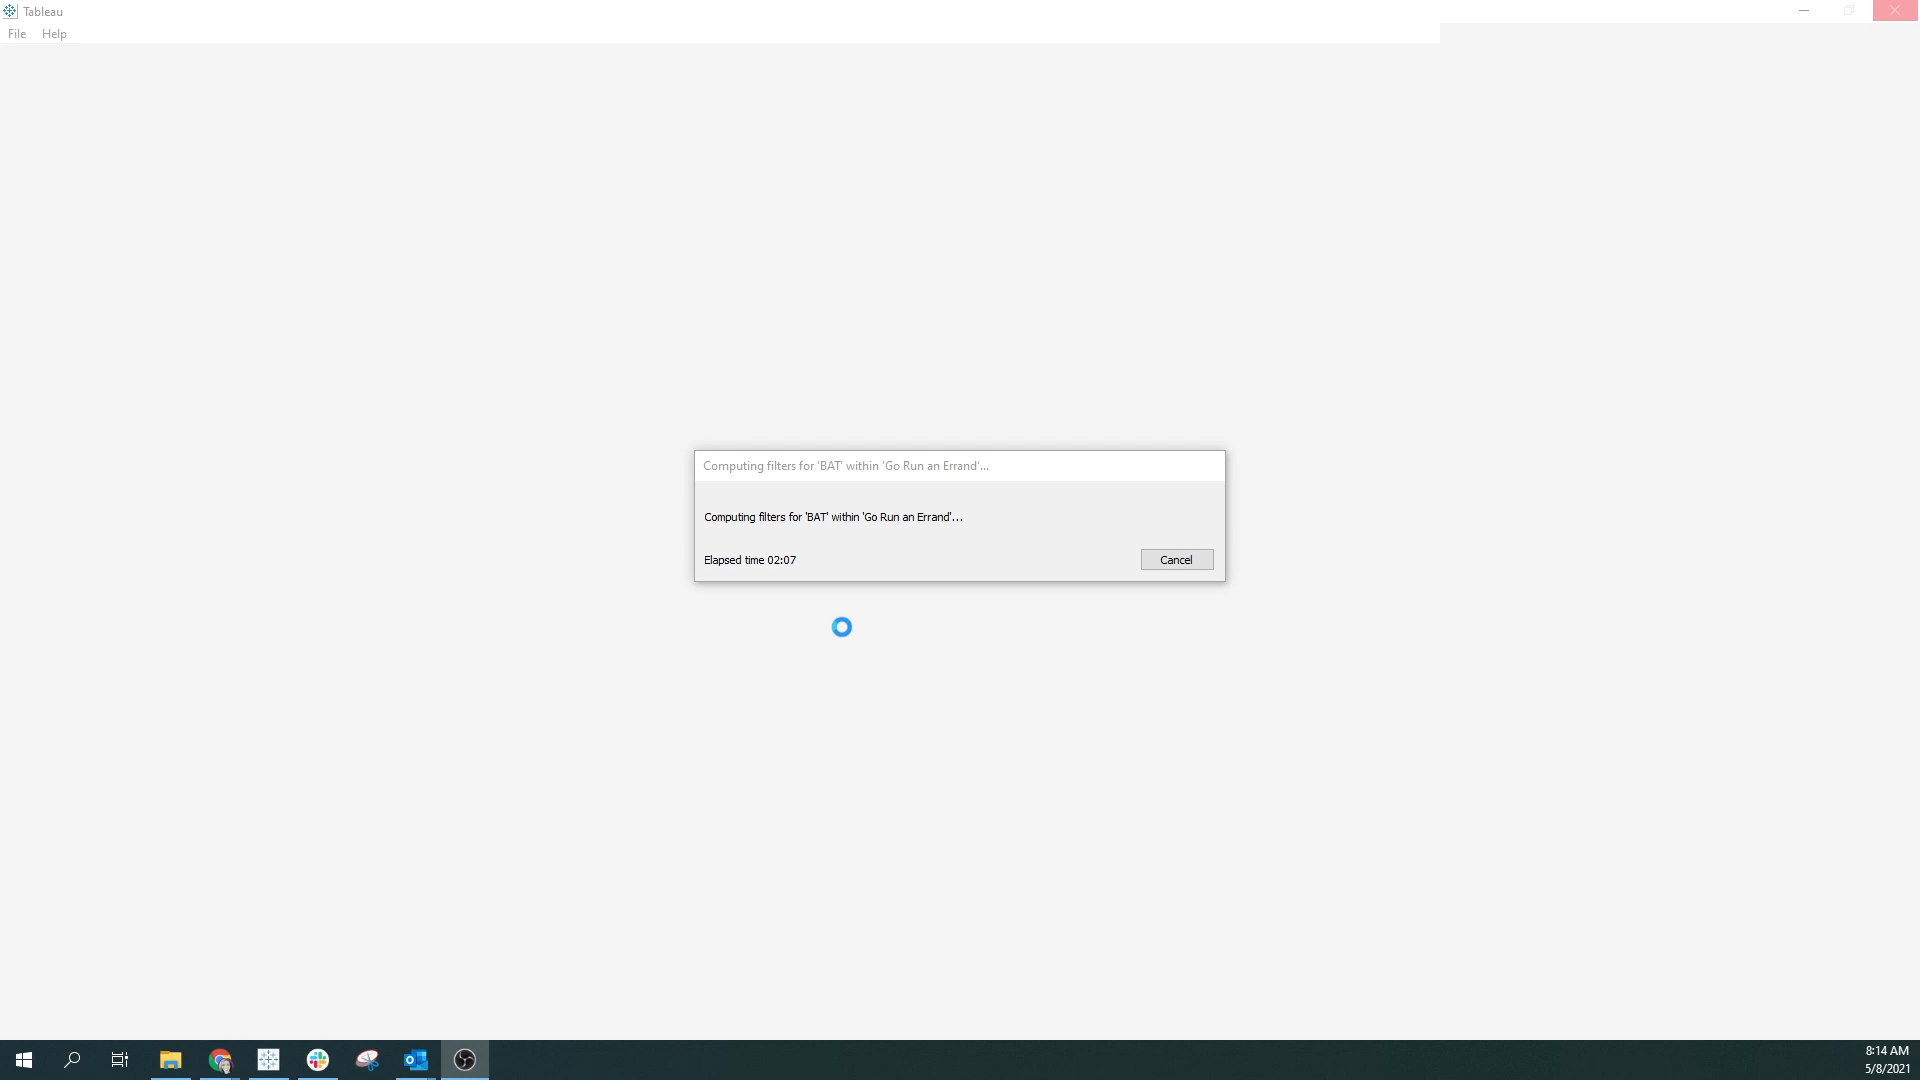 Tableau
File Help
Computing filters for 'BAT' within 'Go Run an Errand'...
Computing filters for 'BAT' within 'Go Run an Errand'...
Elapsed time 02:07
Cancel
8:14 AM
5/8/2021